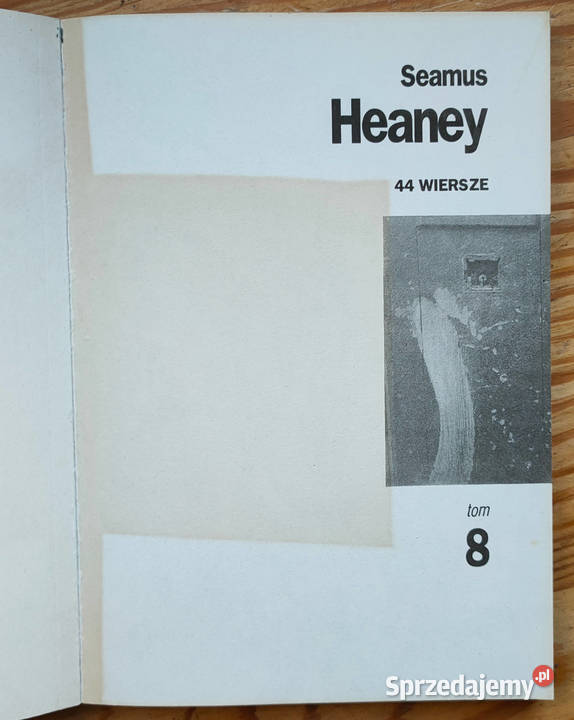 Seamus
Heaney
44 WIERSZE
tom
8
Sprzedajemy.pl